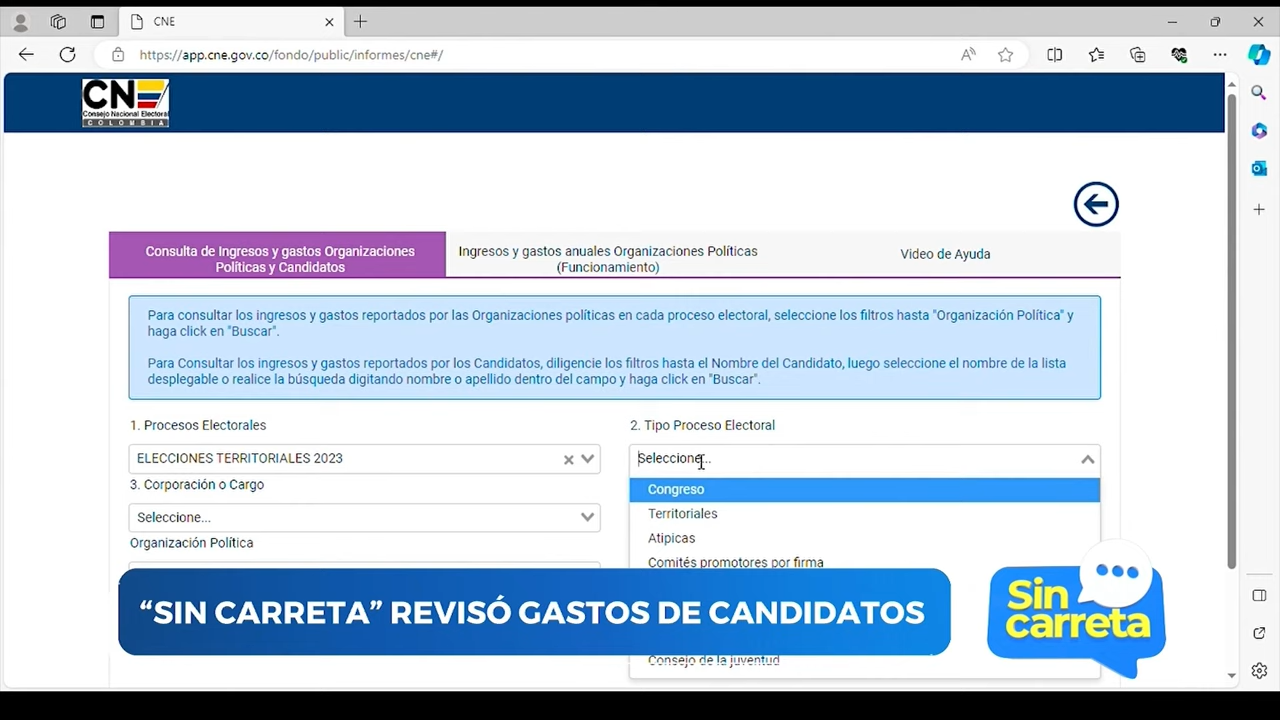 CNE
https://app.cne.gov.co/fondo/public/informes/cne#/
CNE
Consejo Nacional Electoral
COLOMBIA
Consulta de Ingresos y gastos Organizaciones
Políticas y Candidatos
Ingresos y gastos anuales Organizaciones Políticas
(Funcionamiento)
Video de Ayuda
Para consultar los ingresos y gastos reportados por las Organizaciones políticas en cada proceso electoral, seleccione los filtros hasta "Organización Política" y
haga click en "Buscar".
Para Consultar los ingresos y gastos reportados por los Candidatos, diligencie los filtros hasta el Nombre del Candidato, luego seleccione el nombre de la lista
desplegable o realice la búsqueda digitando nombre o apellido dentro del campo y haga click en "Buscar".
1. Procesos Electorales
ELECCIONES TERRITORIALES 2023
2. Tipo Proceso Electoral
Seleccione...
3. Corporación o Cargo
Seleccione...
Organización Política
Congreso
Territoriales
Atipicas
Comités promotores por firma
Consejo de la juventud
“SIN CARRETA” REVISÓ GASTOS DE CANDIDATOS
Sin
carreta